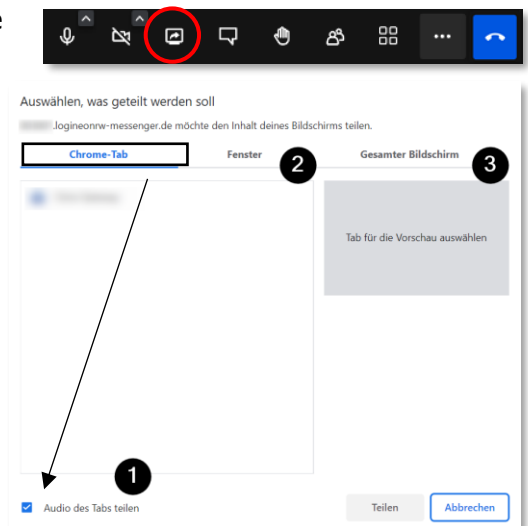 e
Auswählen, was geteilt werden soll
.logineonrw-messenger.de möchte den Inhalt deines Bildschirms teilen.
Chrome-Tab Fenster 2 Gesamter Bildschirm 3
Tab für die Vorschau auswählen
1
Audio des Tabs teilen Teilen Abbrechen